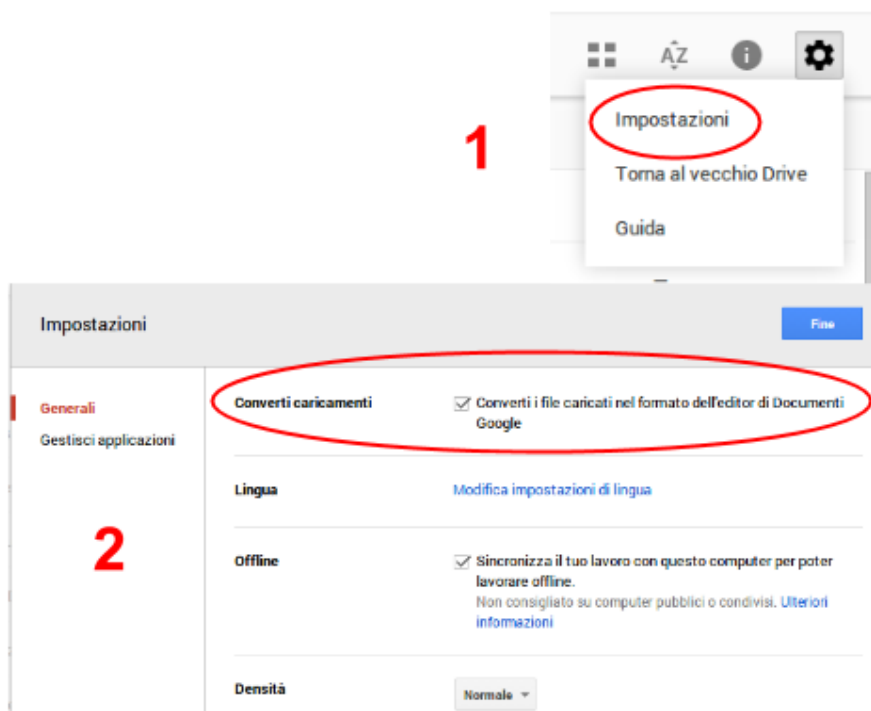 AZ
Impostazioni
1
Torna al vecchio Drive
Guida
Impostazioni
Fine
Generali
Gestisci applicazioni
2
Converti caricamenti
Converti i file caricati nel formato dell'editor di Documenti
Google
Lingua
Modifica impostazioni di lingua
Offline
Sincronizza il tuo lavoro con questo computer per poter
lavorare offline.
Non consigliato su computer pubblici o condivisi. Ulteriori
informazioni
Densità
Normale